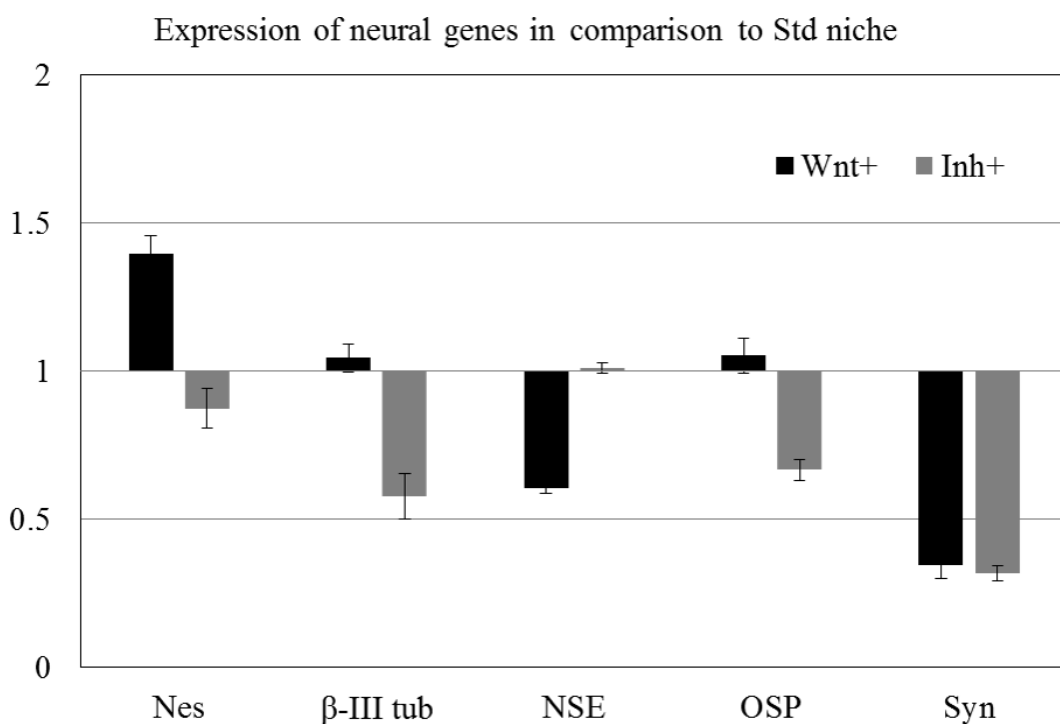 Expression of neural genes in comparison to Std niche
2
Wnt+ Inh+
1.5
1
0.5
0
Nes β-III tub NSE OSP Syn